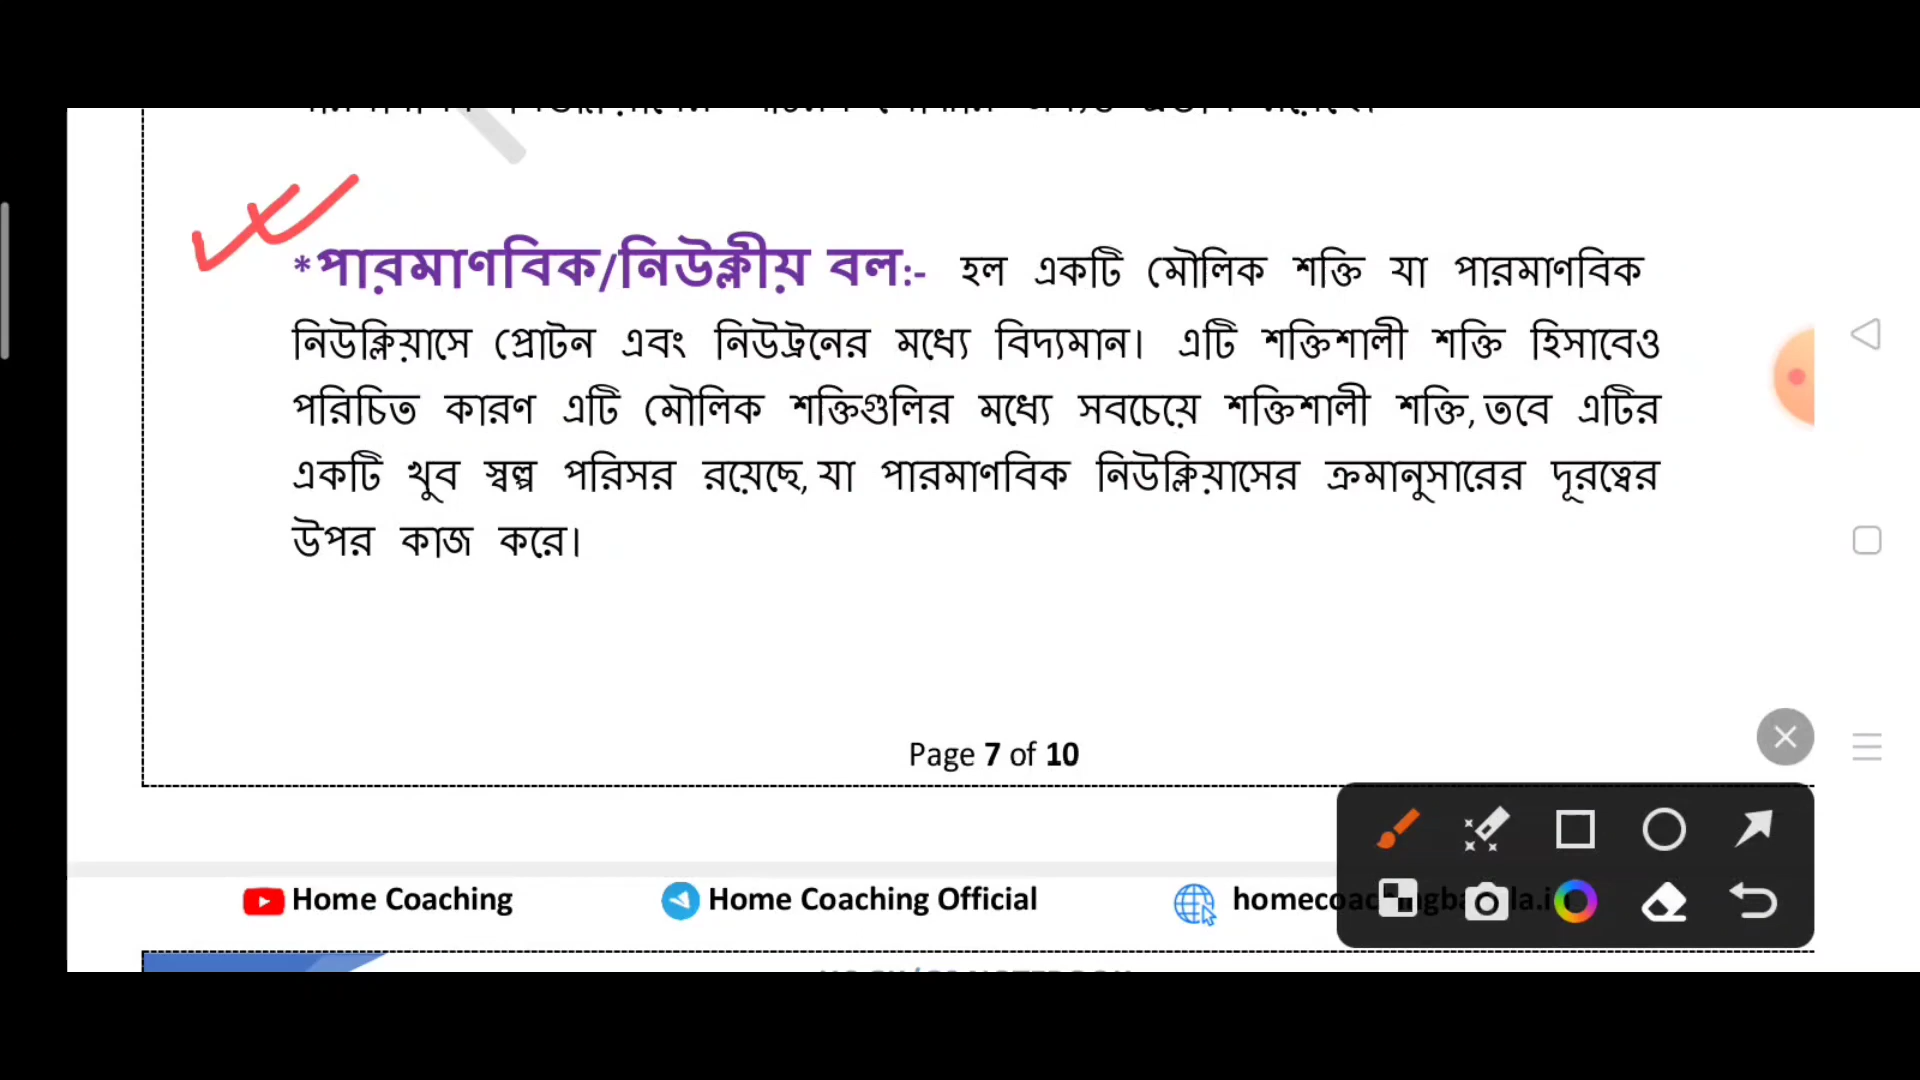 *পারমাণবিক/নিউক্লীয় বল:- হল একটি মৌলিক শক্তি যা পারমাণবিক
নিউক্লিয়াসে প্রোটন এবং নিউট্রনের মধ্যে বিদ্যমান। এটি শক্তিশালী শক্তি হিসাবেও
পরিচিত কারণ এটি মৌলিক শক্তিগুলির মধ্যে সবচেয়ে শক্তিশালী শক্তি, তবে এটির
একটি খুব স্বল্প পরিসর রয়েছে, যা পারমাণবিক নিউক্লিয়াসের ক্রমানুসারের দূরত্বের
উপর কাজ করে।
Page 7 of 10
Home Coaching Home Coaching Official